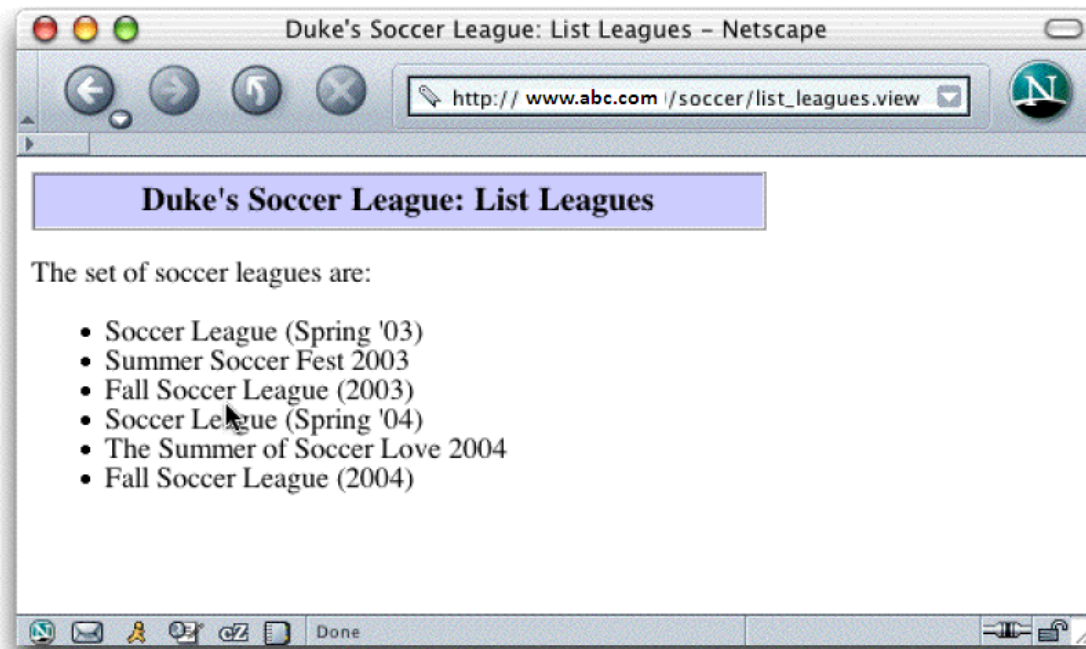 Duke's Soccer League: List Leagues – Netscape
http:// www.abc.com /soccer/list_leagues.view
N
Duke's Soccer League: List Leagues
The set of soccer leagues are:
• Soccer League (Spring '03)
• Summer Soccer Fest 2003
• Fall Soccer League (2003)
• Soccer League (Spring '04)
• The Summer of Soccer Love 2004
• Fall Soccer League (2004)
Done